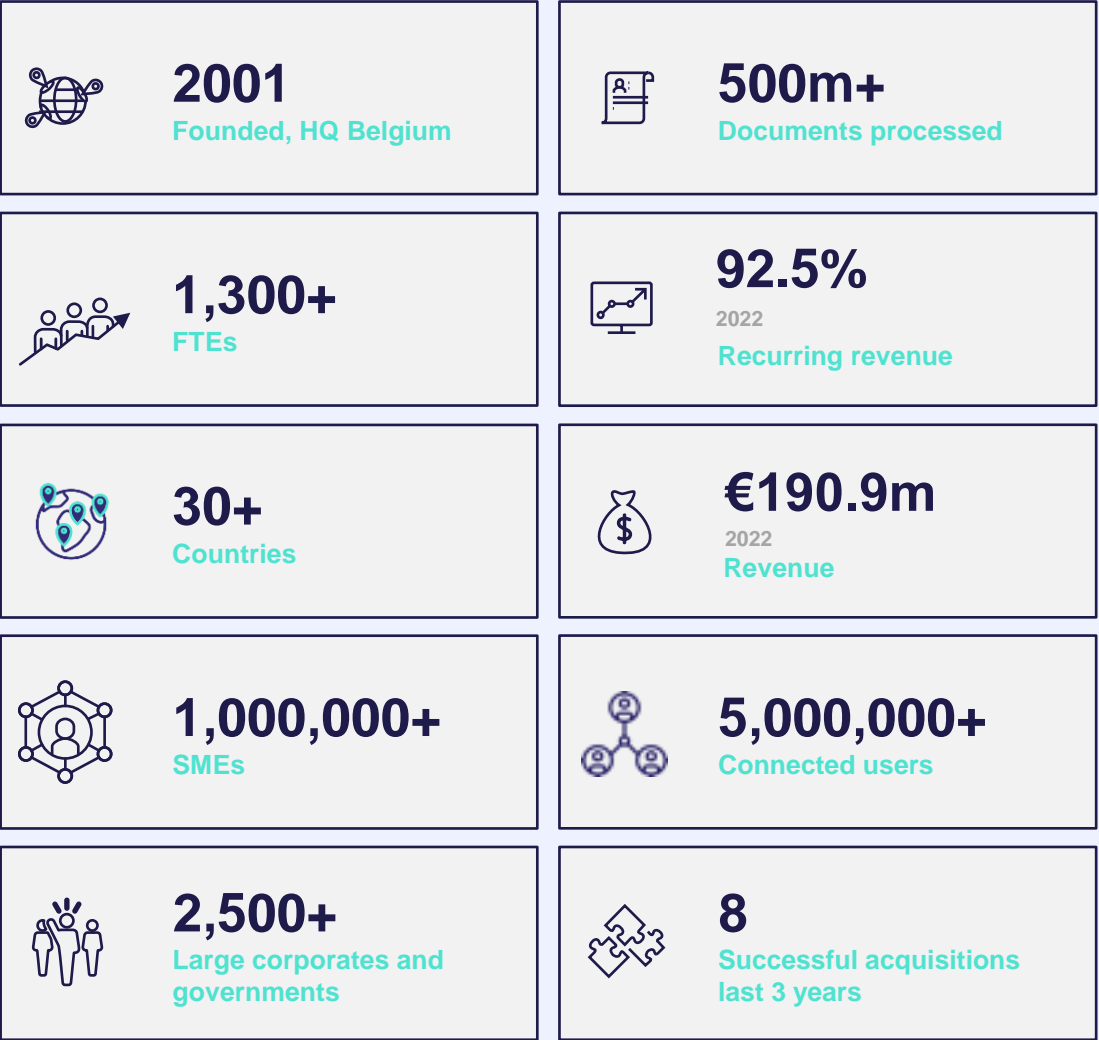 2001
Founded, HQ Belgium
500m+
Documents processed
1,300+
FTEs
92.5%
2022
Recurring revenue
30+
Countries
€190.9m
2022
Revenue
1,000,000+
SMEs
5,000,000+
Connected users
2,500+
Large corporates and
governments
8
Successful acquisitions
last 3 years